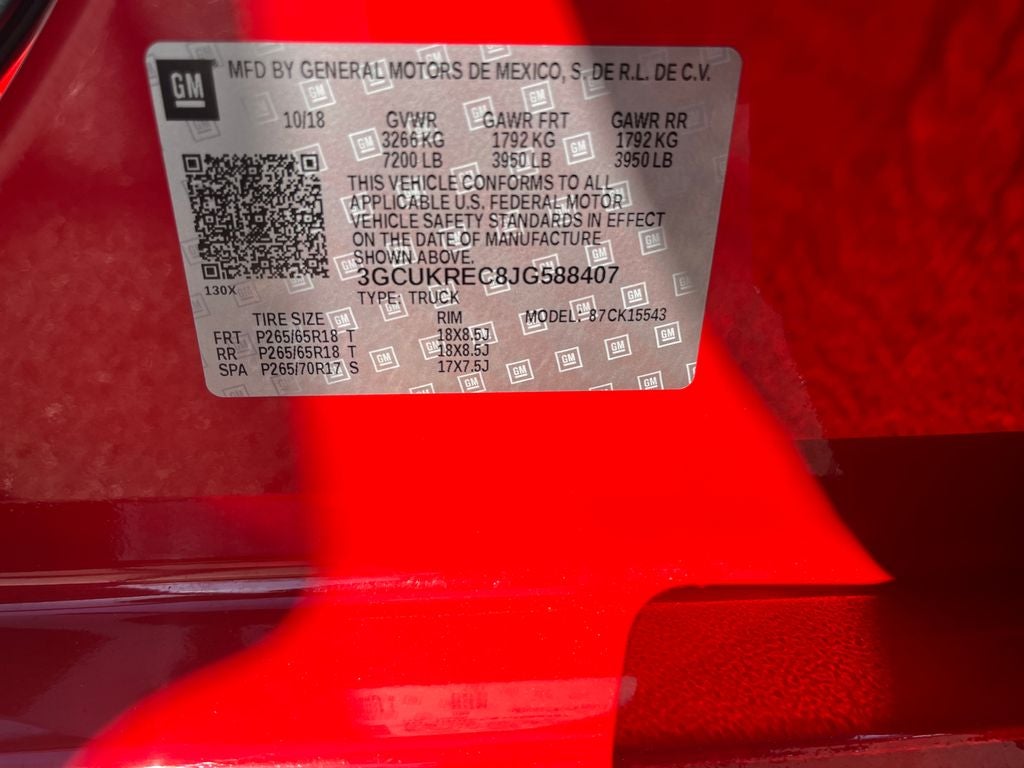 GM MFD BY GENERAL MOTORS DE MEXICO, S. DE R.L. DE C.V.
10/18 GVWR GAWR FRT GAWR RR
3266 KG 1792 KG 1792 KG
7200 LB 3950 LB 3950 LB
THIS VEHICLE CONFORMS TO ALL
APPLICABLE U.S. FEDERAL MOTOR
VEHICLE SAFETY STANDARDS IN EFFECT
ON THE DATE OF MANUFACTURE
SHOWN ABOVE.
3GCUKREC8JG588407
130X
TYPE: TRUCK
TIRE SIZE RIM MODEL: 87CK15543
FRT P265/65R18 T 18X8.5J
RR P265/65R18 T 18X8.5J
SPA P265/70R17 S 17X7.5J